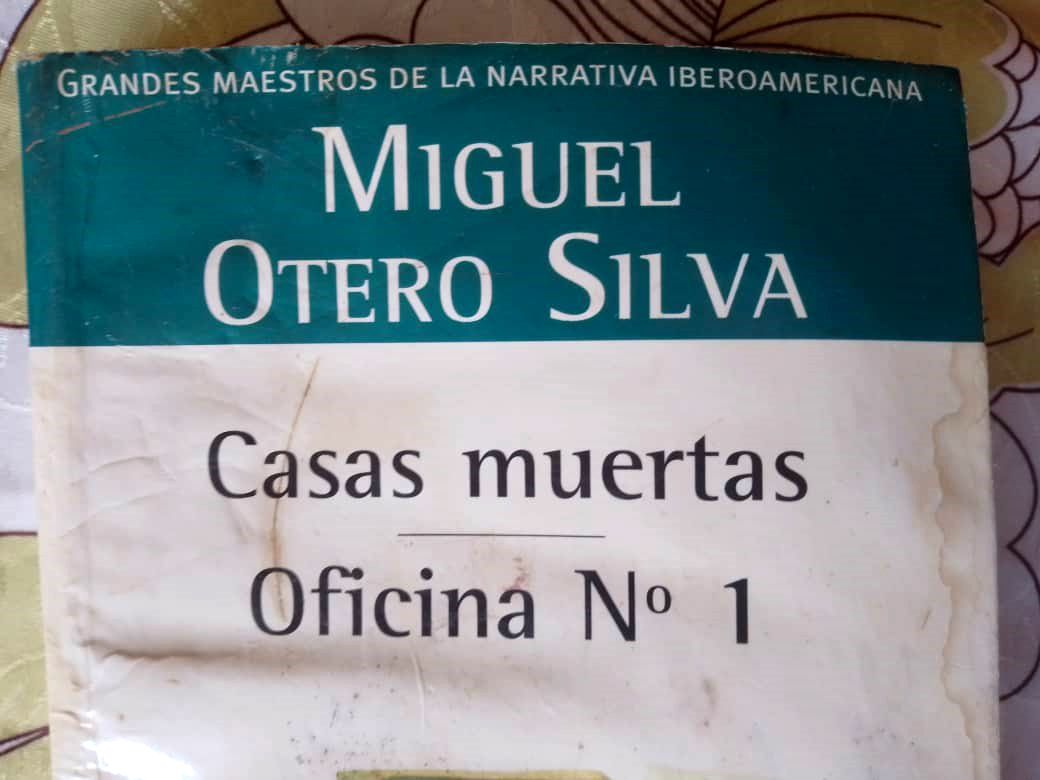 GRANDES MAESTROS DE LA NARRATIVA IBEROAMERICANA
MIGUEL
OTERO SILVA
Casas muertas
Oficina Nº 1